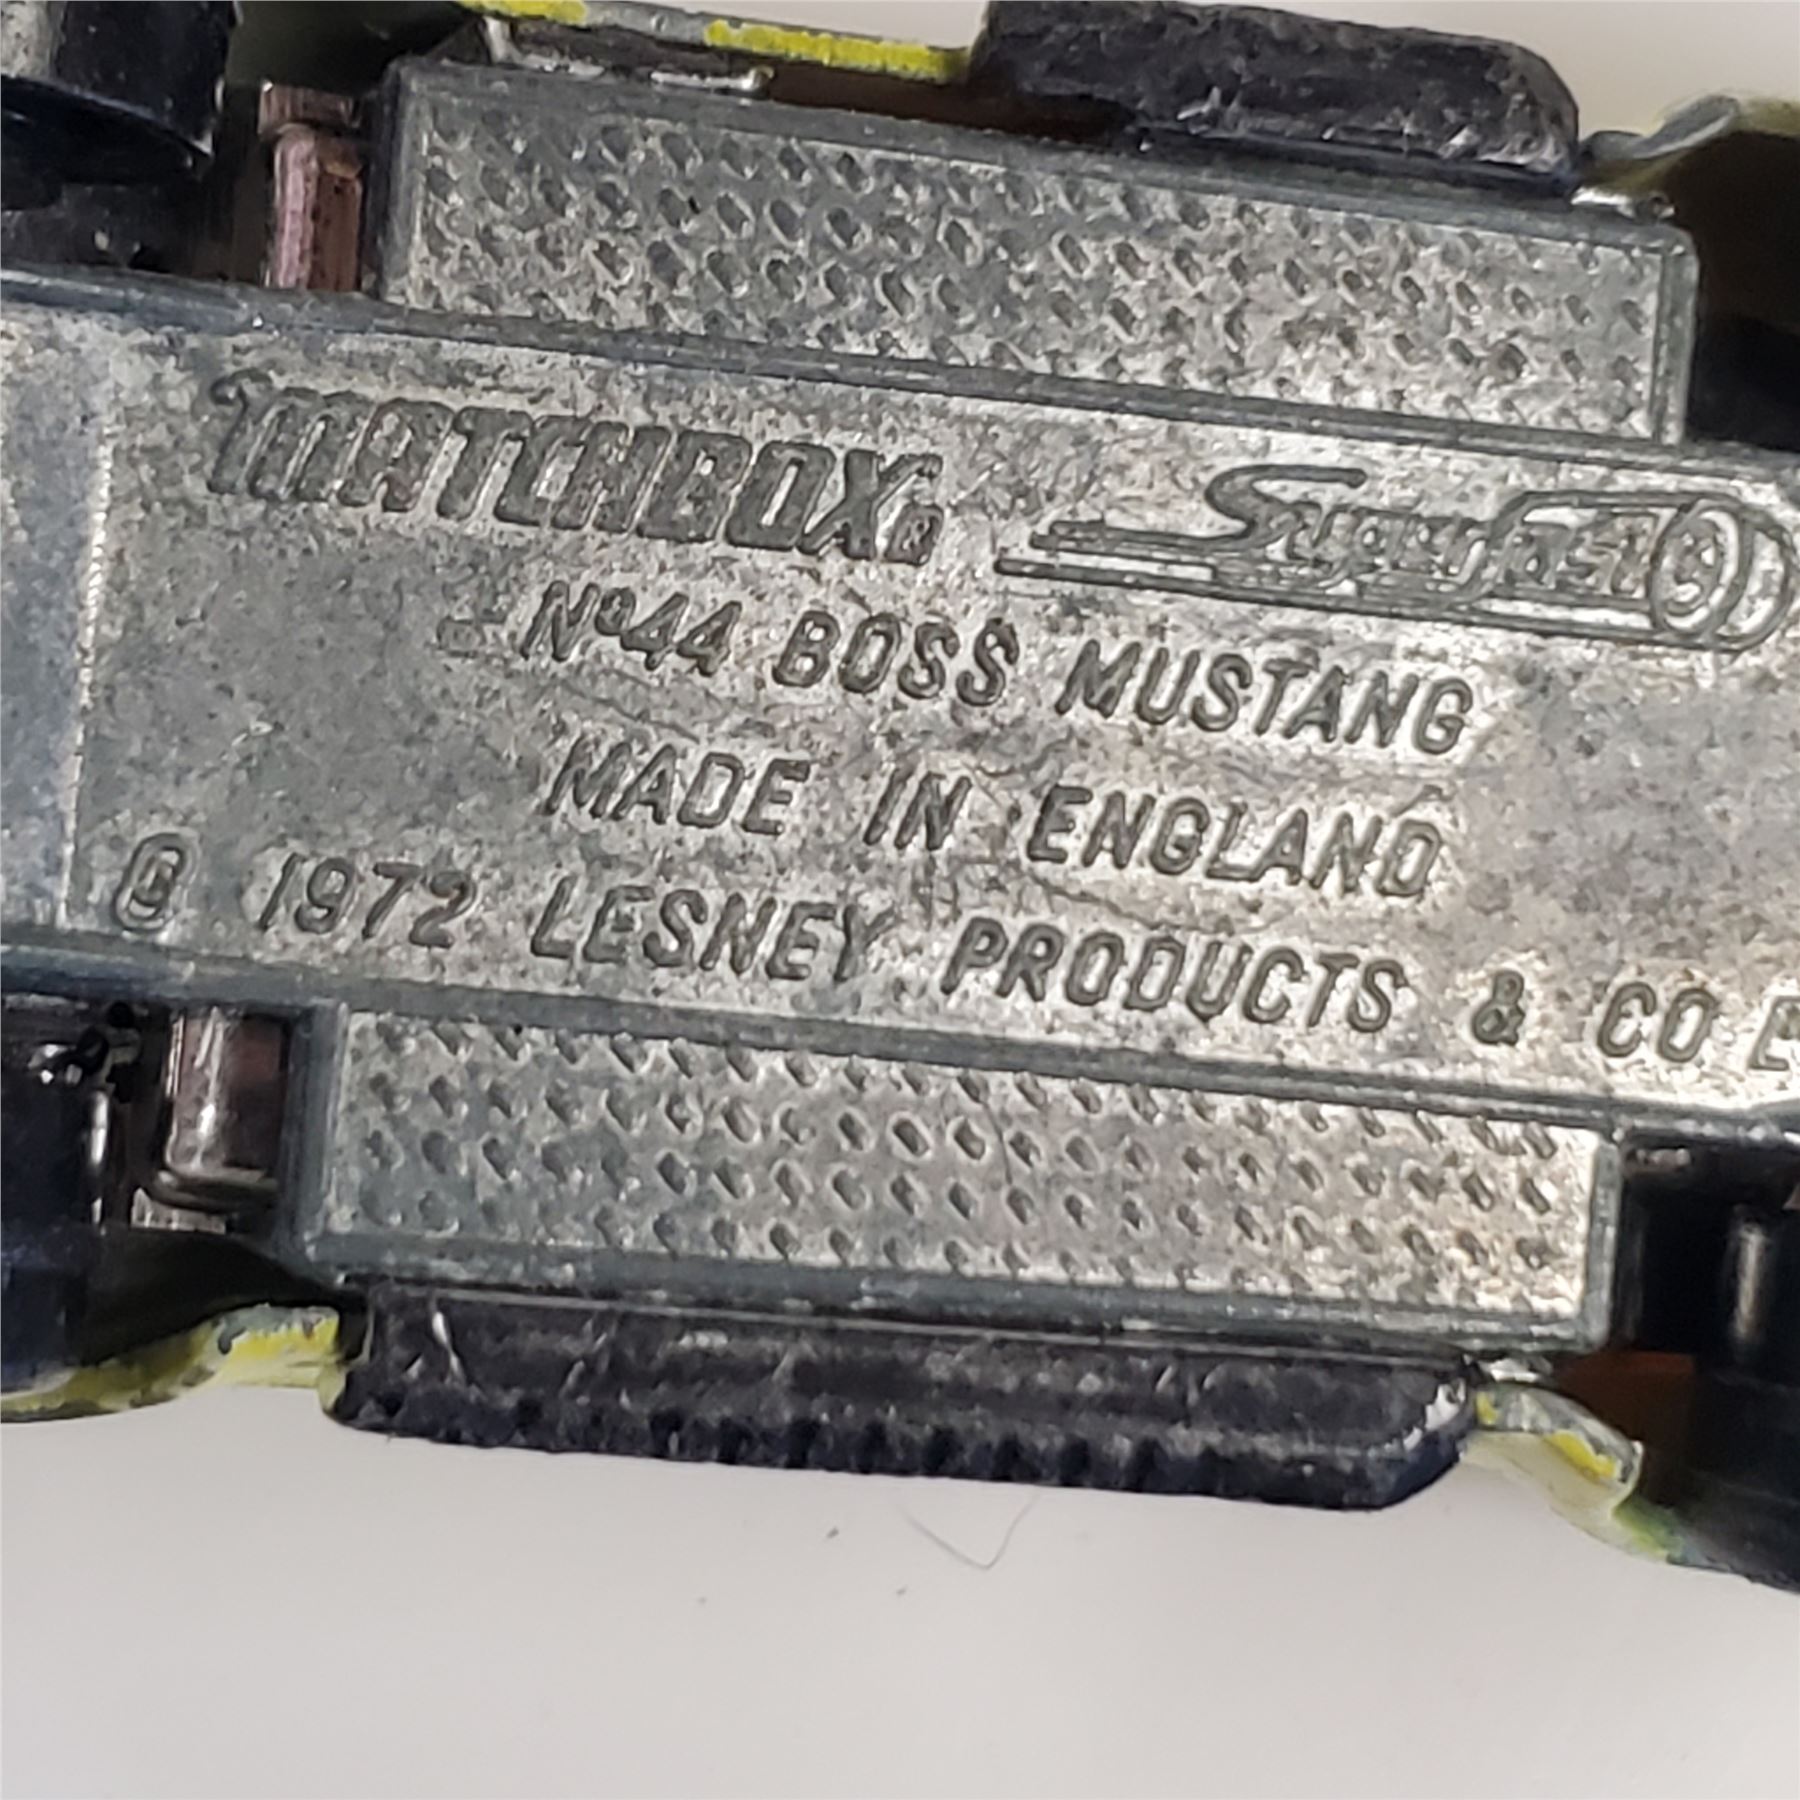 MATCHBOX® Superfast
Nº44 BOSS MUSTANG
MADE IN ENGLAND
© 1972 LESNEY PRODUCTS & CO